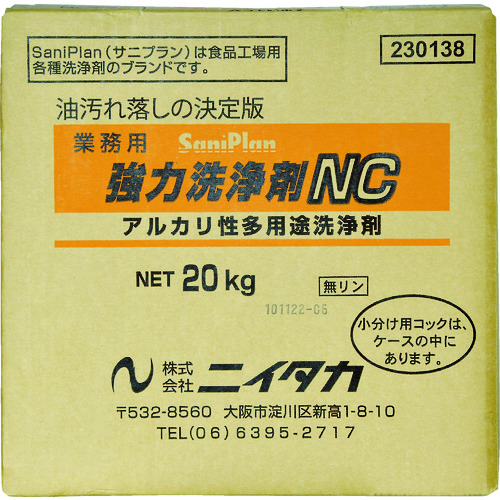 SaniPlan(サニプラン)は食品工場用
各種洗浄剤のブランドです。
230138
油汚れ落しの決定版
業務用 SaniPlan
強力洗浄剤NC
アルカリ性多用途洗浄剤
NET 20kg 無リン
101122-C6
小分け用コックは、
ケースの中に
あります。
株式会社 ニイタカ
〒532-8560 大阪市淀川区新高1-8-10
TEL(06)6395-2717